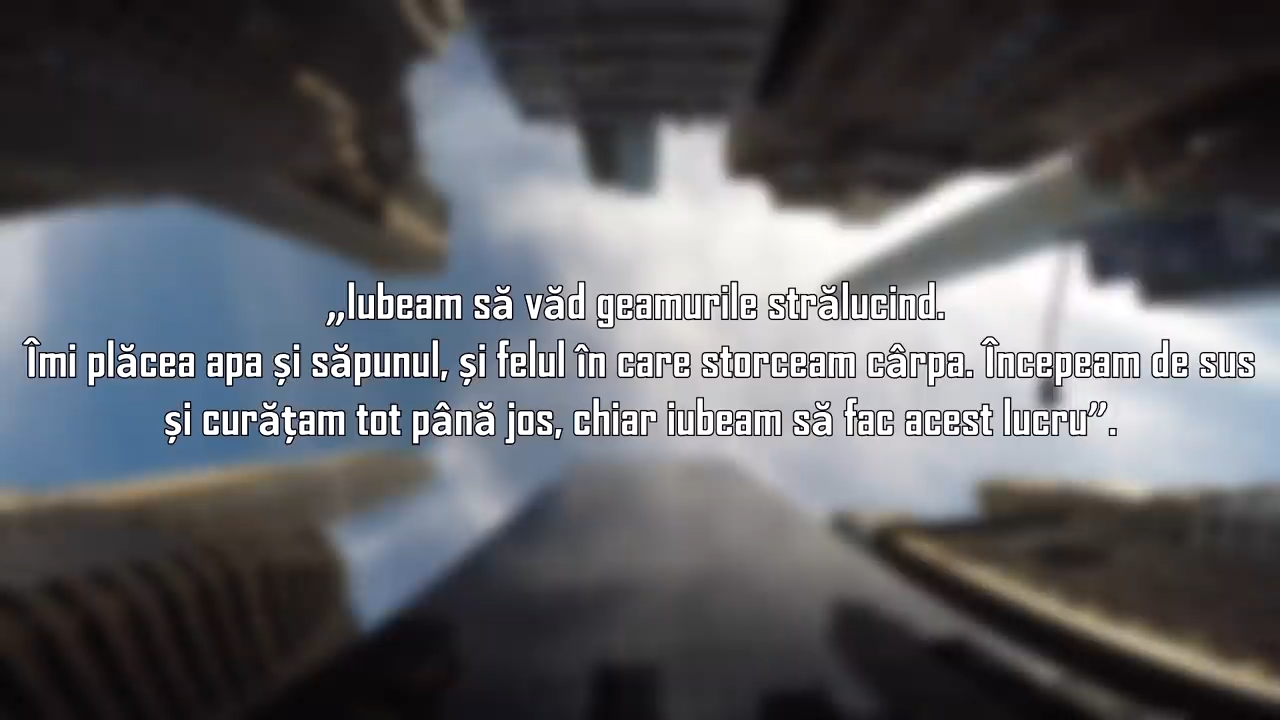 „Iubeam să văd geamurile strălucind.
Îmi plăcea apa și săpunul, și felul în care storceam cârpa. Începeam de sus
și curățam tot până jos, chiar iubeam să fac acest lucru”.